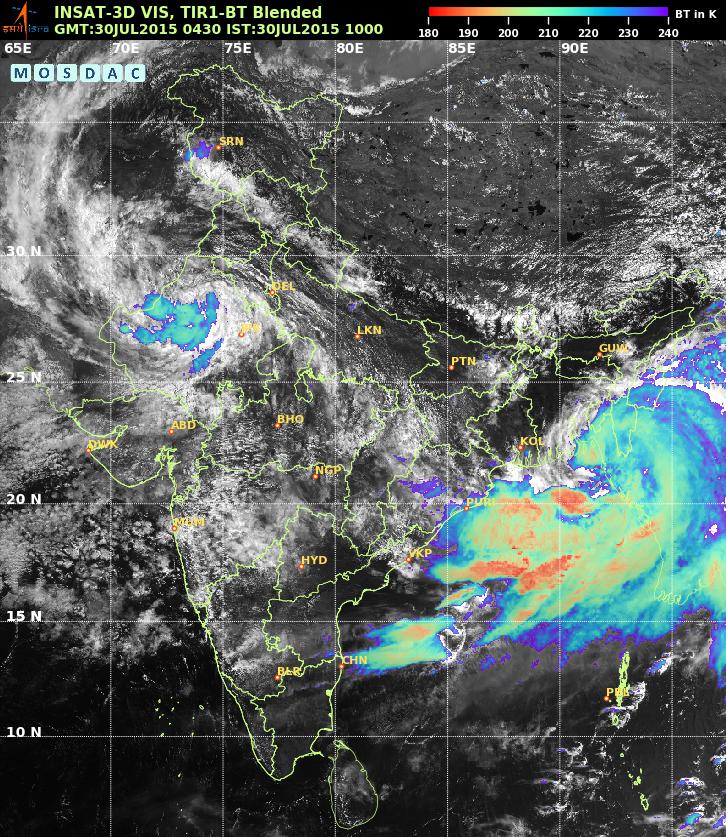 INSAT-3D VIS, TIR1-BT Blended
GMT:30JUL2015 0430 IST:30JUL2015 1000
BT in K
180 190 200 210 220 230 240
65E 70E 75E 80E 85E 90E
MOSDAC
SRN
30 N
DEL
LKN
PTN
GUW
25 N
ABD
BHO
DWK
KOL
NGP
20 N
PURI
MUM
VKP
HYD
15 N
CHN
BLR
10 N